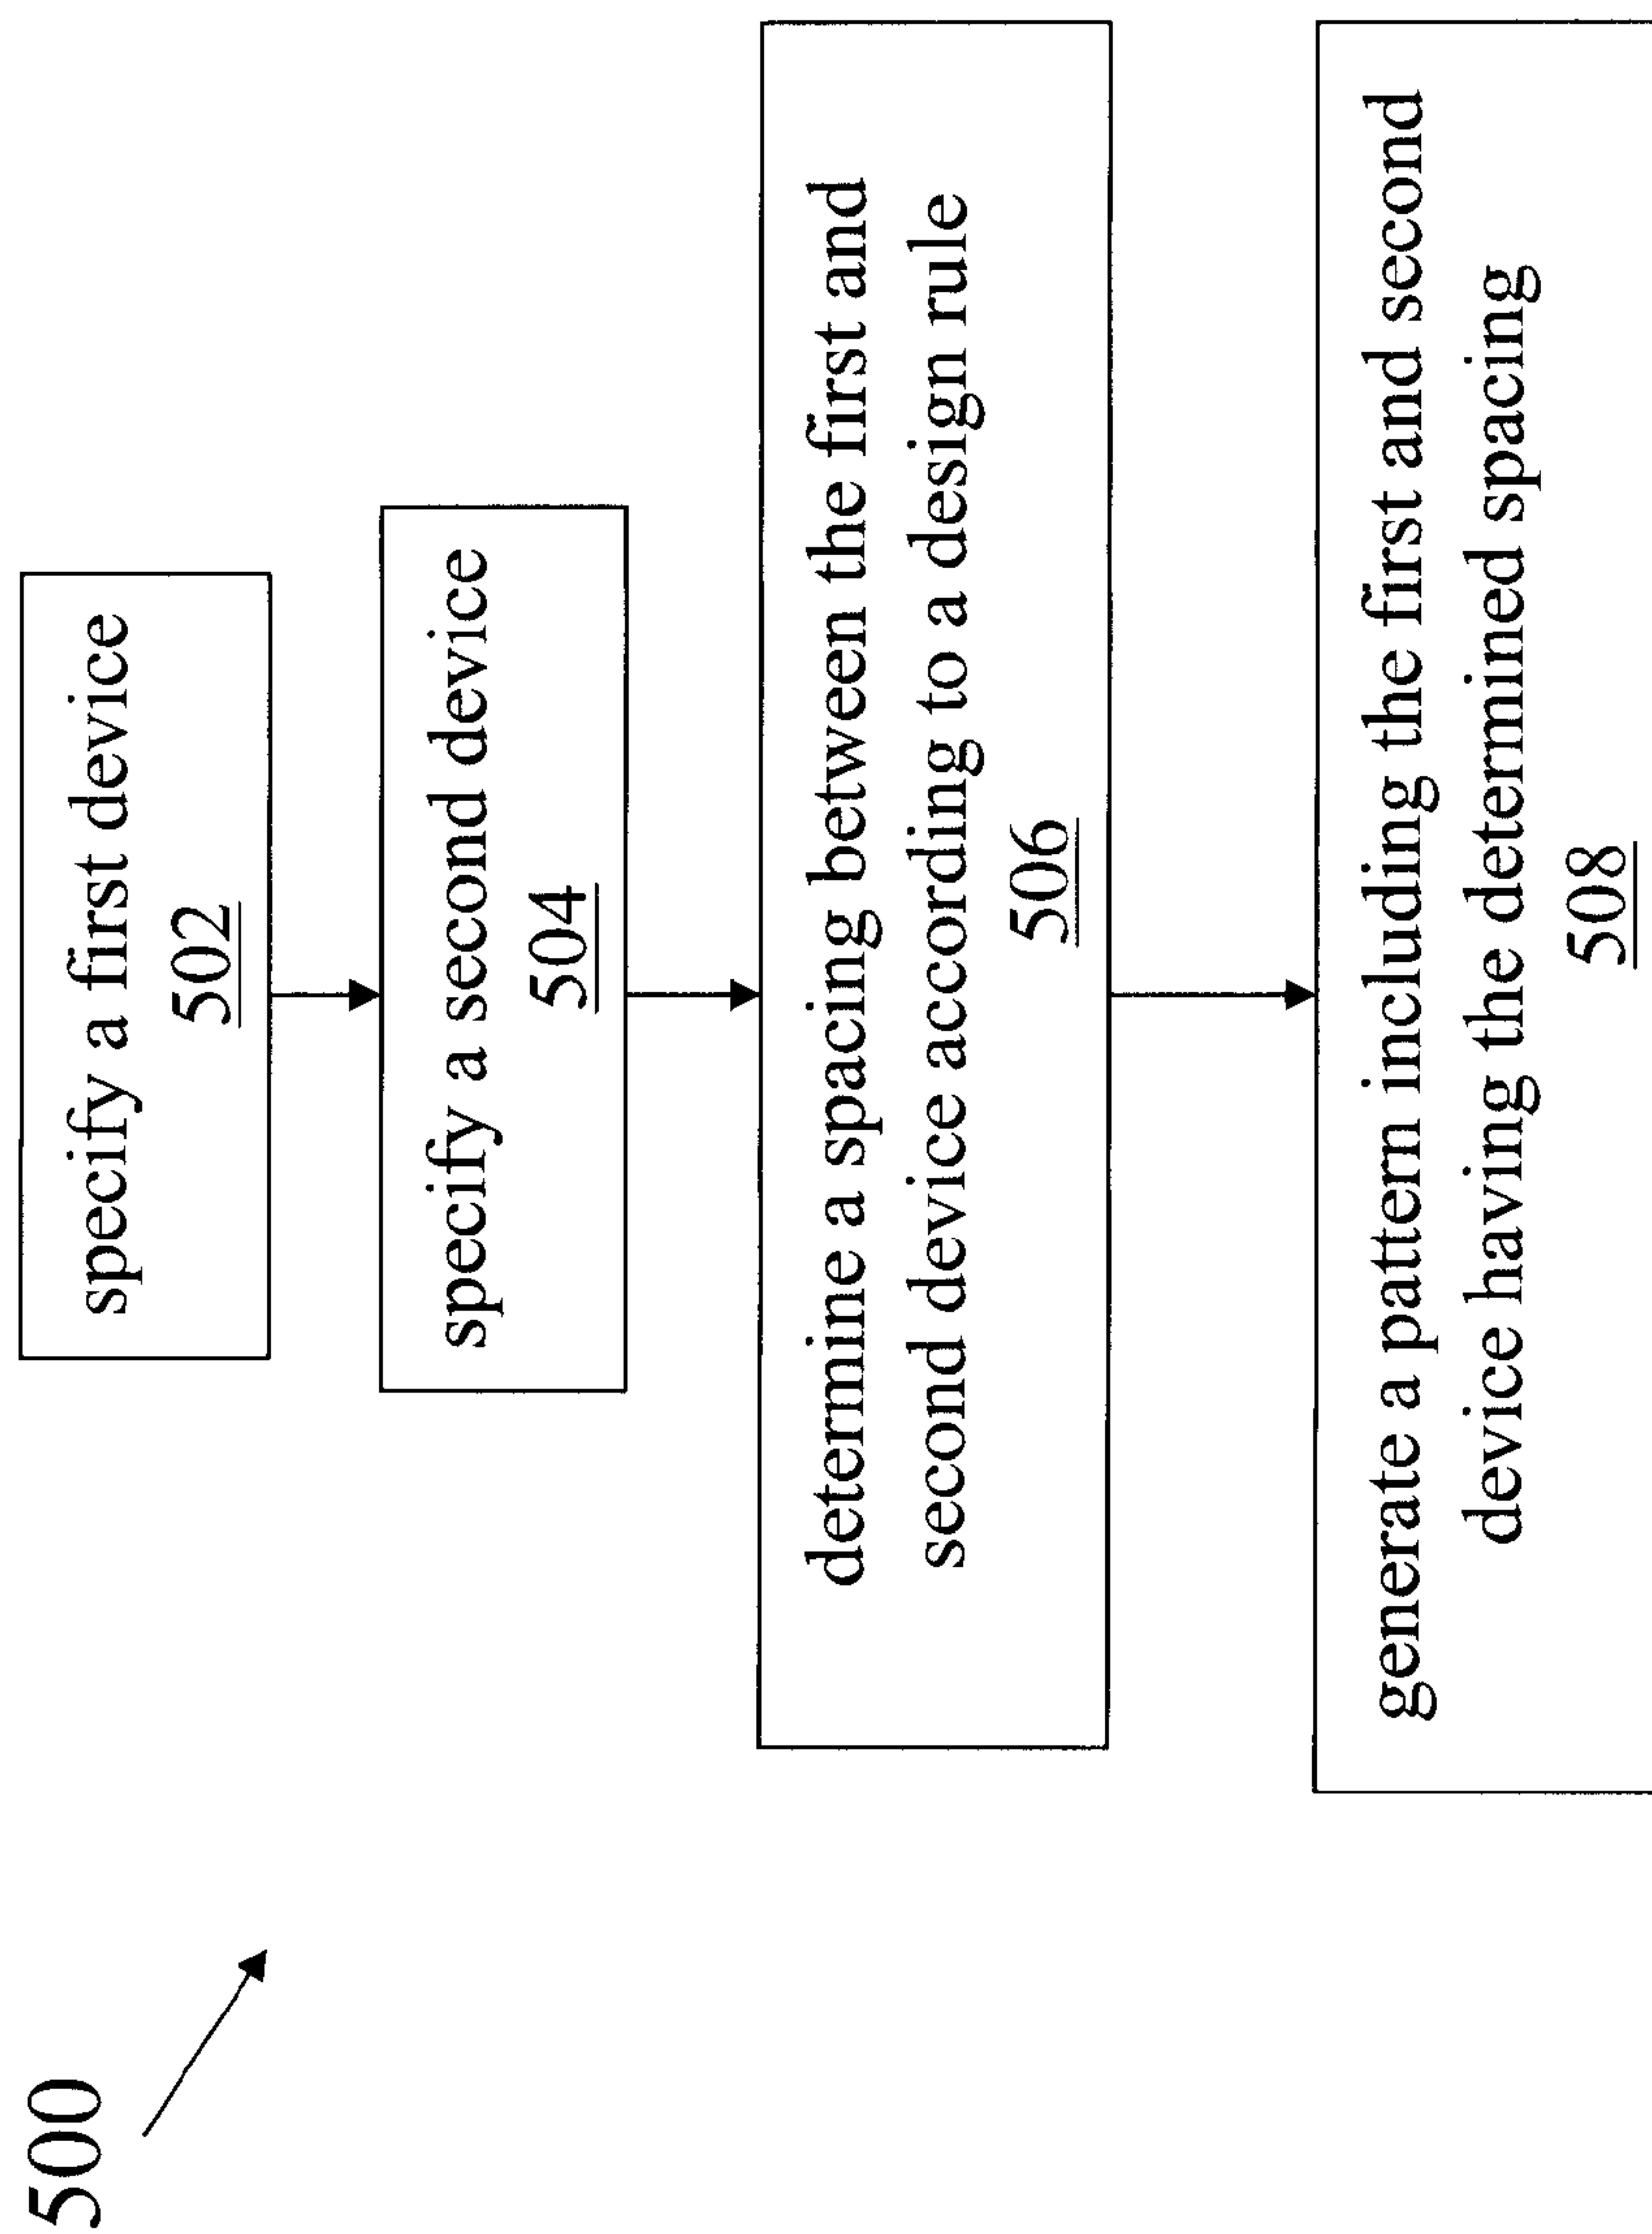 500
specify a first device
502
specify a second device
504
determine a spacing between the first and
second device according to a design rule
506
generate a pattern including the first and second
device having the determined spacing
508